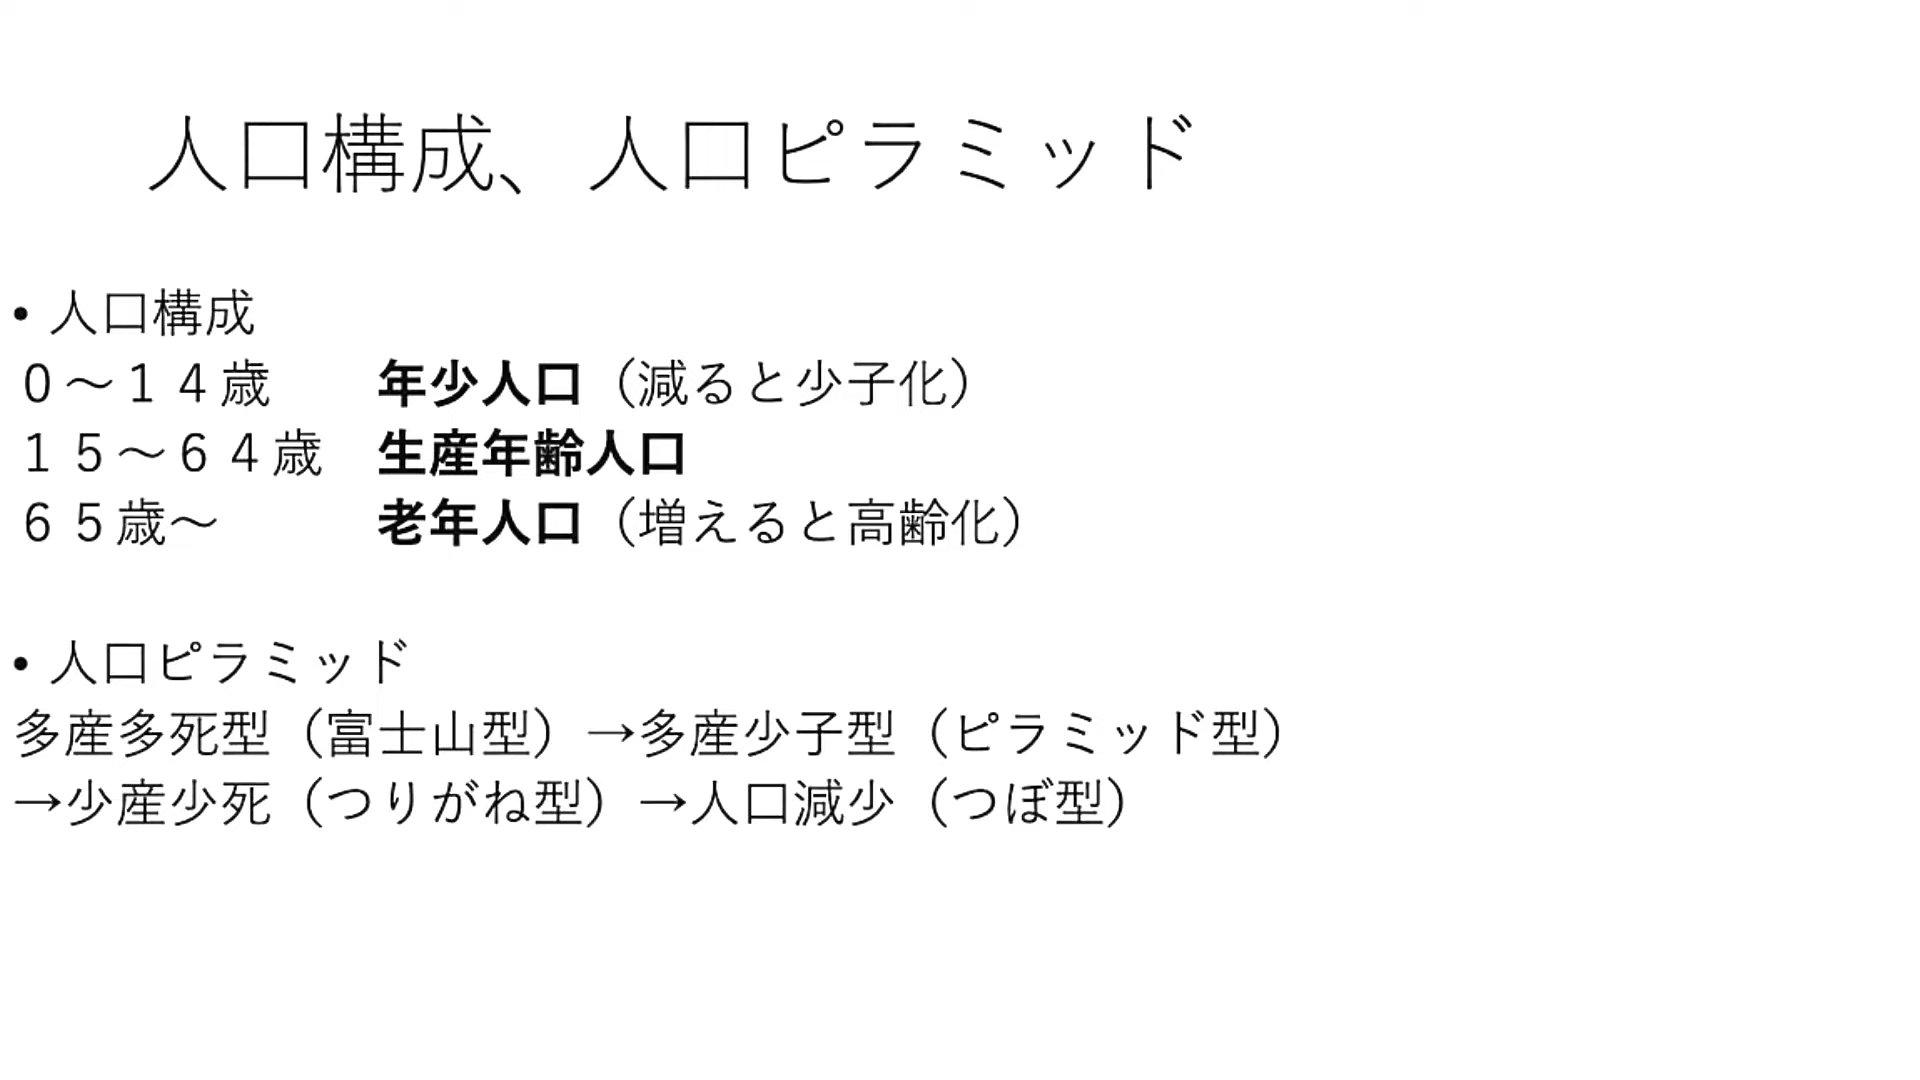 人口構成、人口ピラミッド
• 人口構成
０～１４歳　　年少人口（減ると少子化）
１５～６４歳　生産年齢人口
６５歳～　　　老年人口（増えると高齢化）
• 人口ピラミッド
多産多死型（富士山型）→多産少子型（ピラミッド型）
→少産少死（つりがね型）→人口減少（つぼ型）